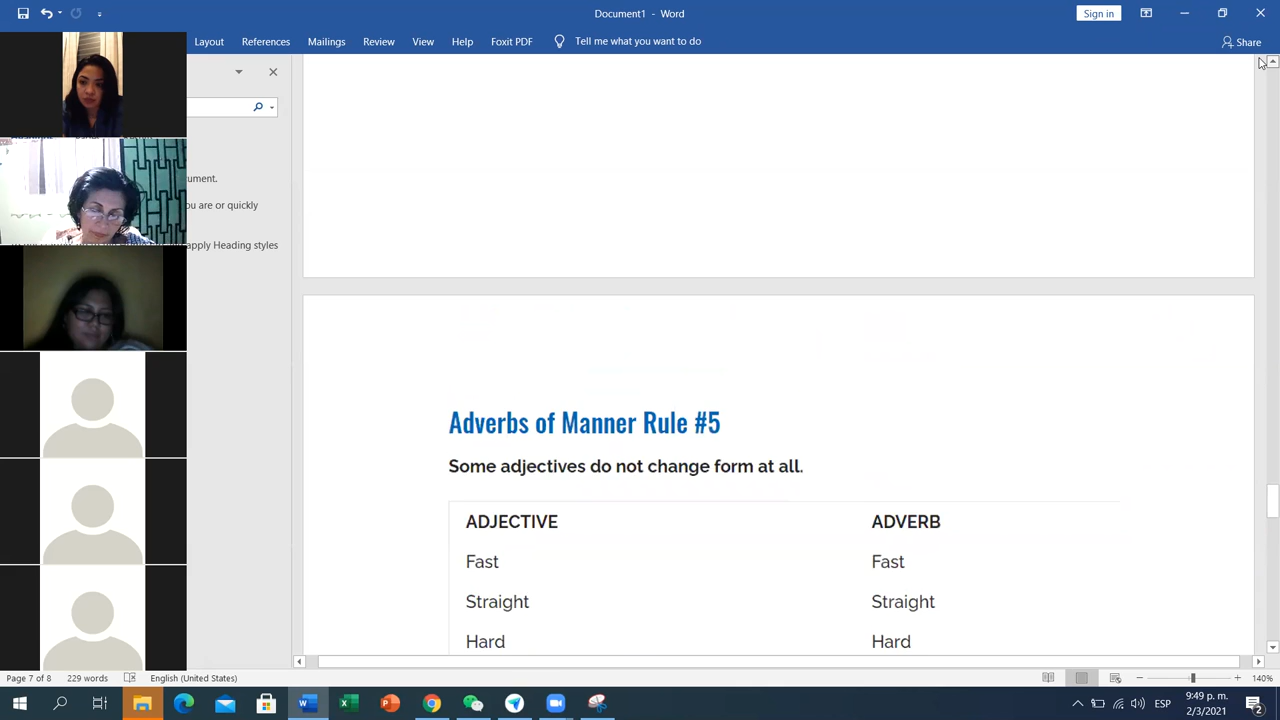 Document1 - Word
Sign in
Layout References Mailings Review View Help Foxit PDF Tell me what you want to do
Share
cument.
ou are or quickly
apply Heading styles
Adverbs of Manner Rule #5
Some adjectives do not change form at all.
ADJECTIVE ADVERB
Fast Fast
Straight Straight
Hard Hard
Page 7 of 8 229 words English (United States) 140%
ESP
9:49 p. m.
2/3/2021
2